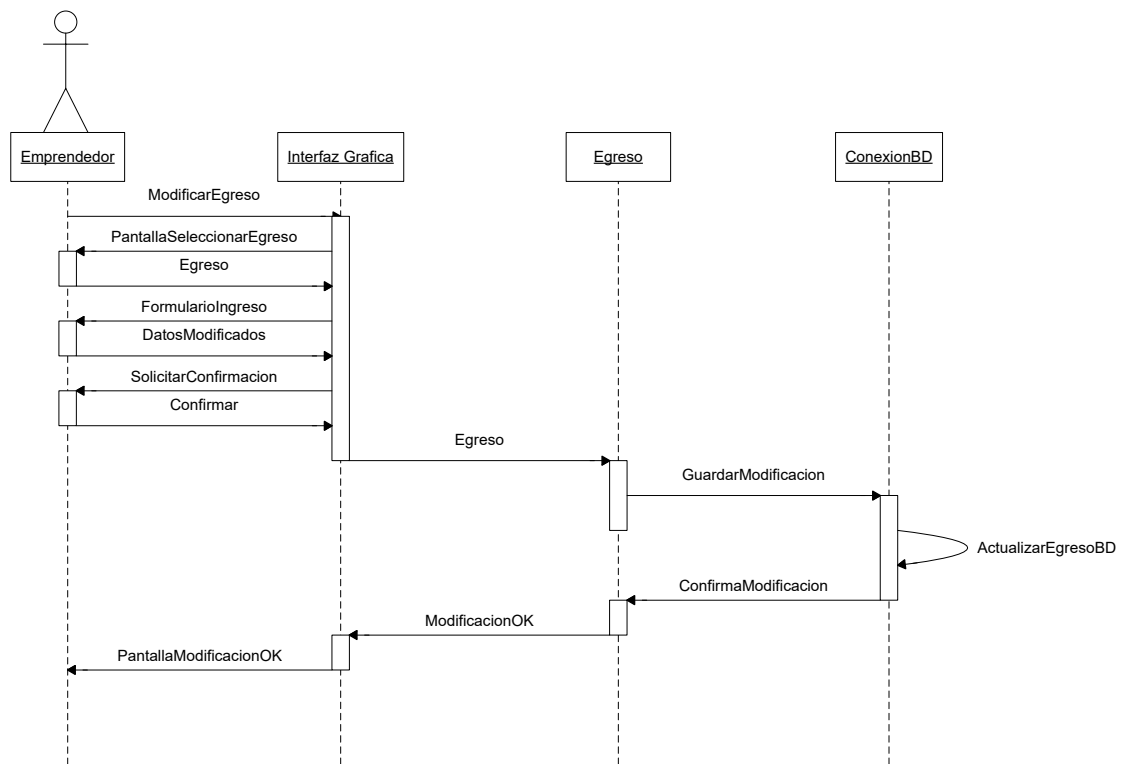 Emprendedor
Interfaz Grafica
Egreso
ConexionBD
ModificarEgreso
PantallaSeleccionarEgreso
Egreso
FormularioIngreso
DatosModificados
SolicitarConfirmacion
Confirmar
Egreso
GuardarModificacion
ActualizarEgresoBD
ConfirmaModificacion
ModificacionOK
PantallaModificacionOK